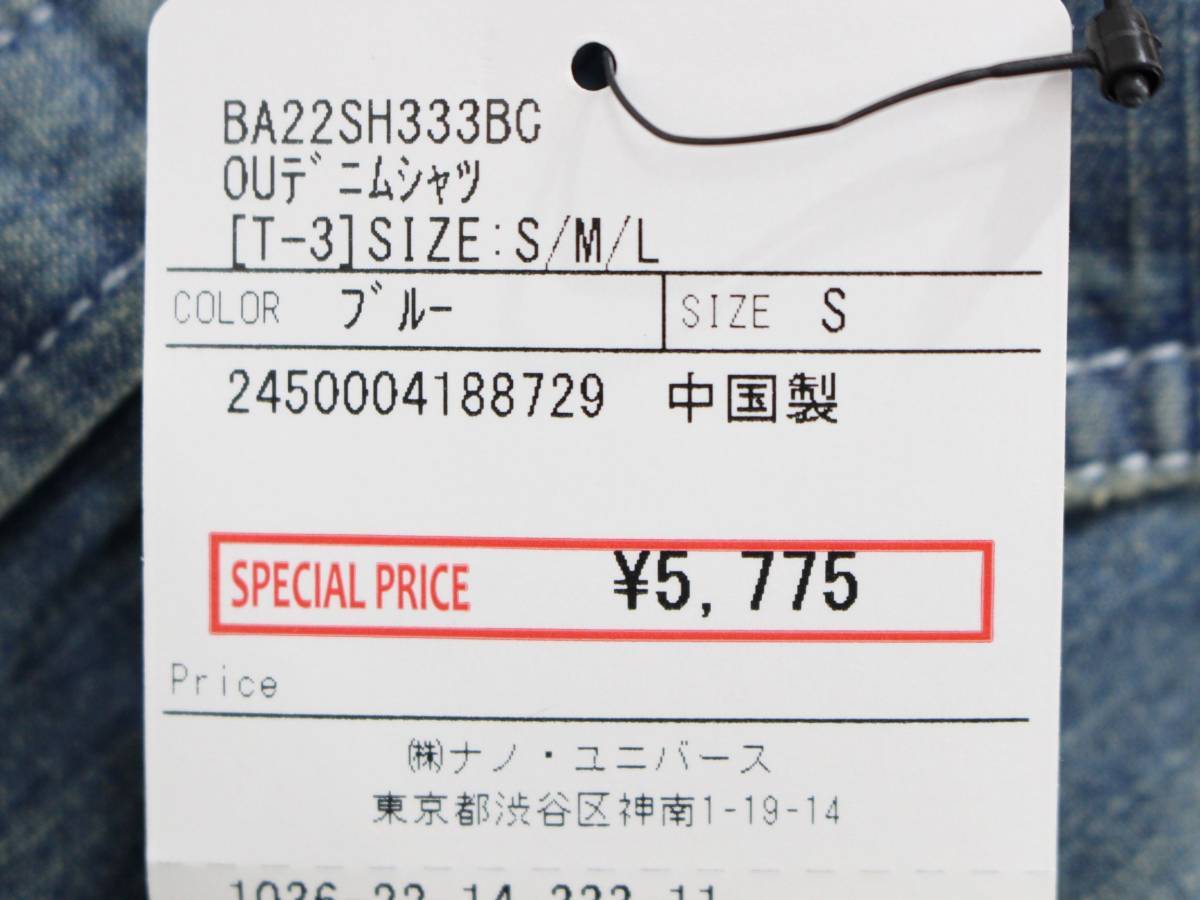 BA22SH333BC
OUデニムシャツ
[T-3]SIZE:S/M/L
COLOR ブルー SIZE S
2450004188729 中国製
SPECIAL PRICE ¥5,775
Price
㈱ナノ・ユニバース
東京都渋谷区神南1-19-14